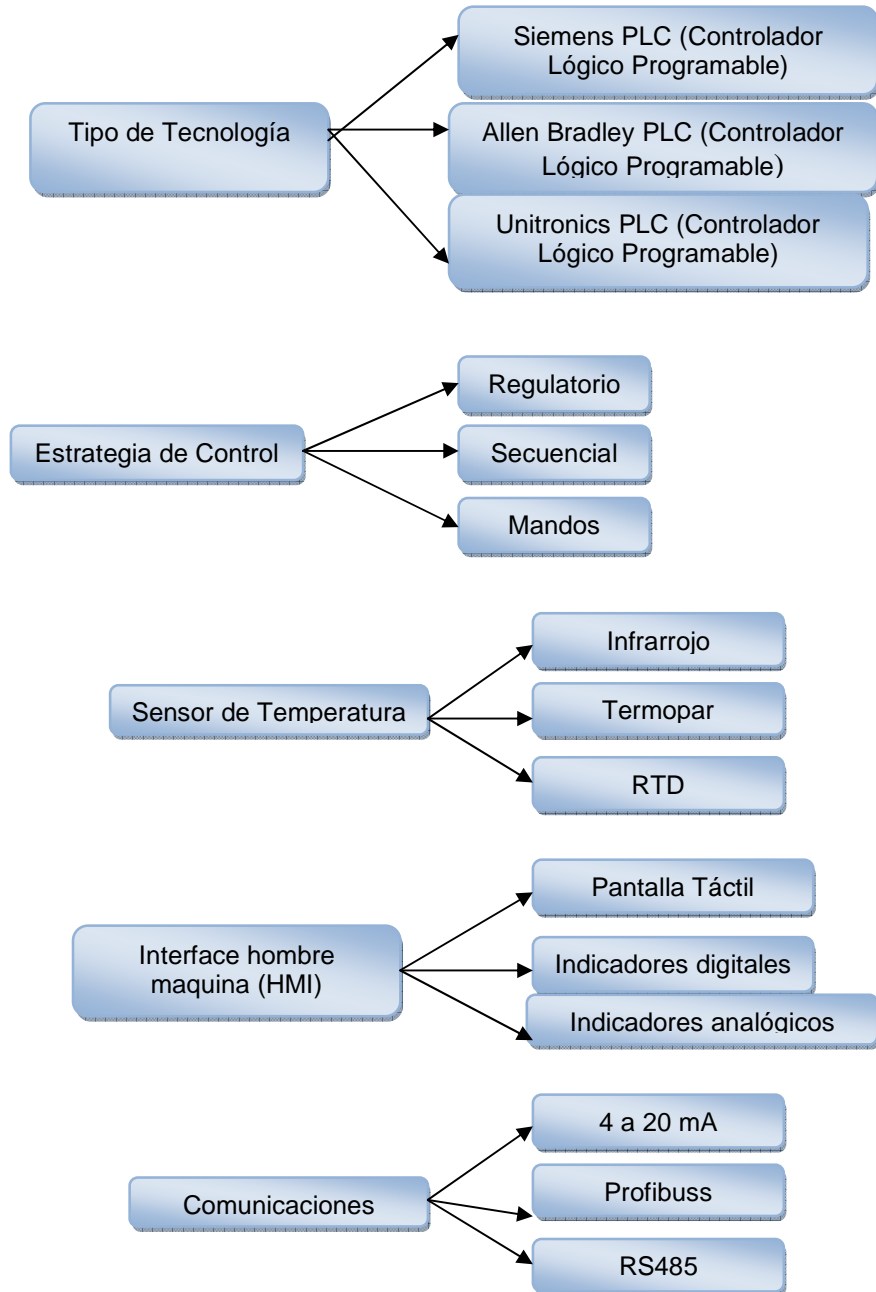 Tipo de Tecnología
Siemens PLC (Controlador
Lógico Programable)
Allen Bradley PLC (Controlador
Lógico Programable)
Unitronics PLC (Controlador
Lógico Programable)
Estrategia de Control
Regulatorio
Secuencial
Mandos
Sensor de Temperatura
Infrarrojo
Termopar
RTD
Interface hombre
maquina (HMI)
Pantalla Táctil
Indicadores digitales
Indicadores analógicos
Comunicaciones
4 a 20 mA
Profibuss
RS485